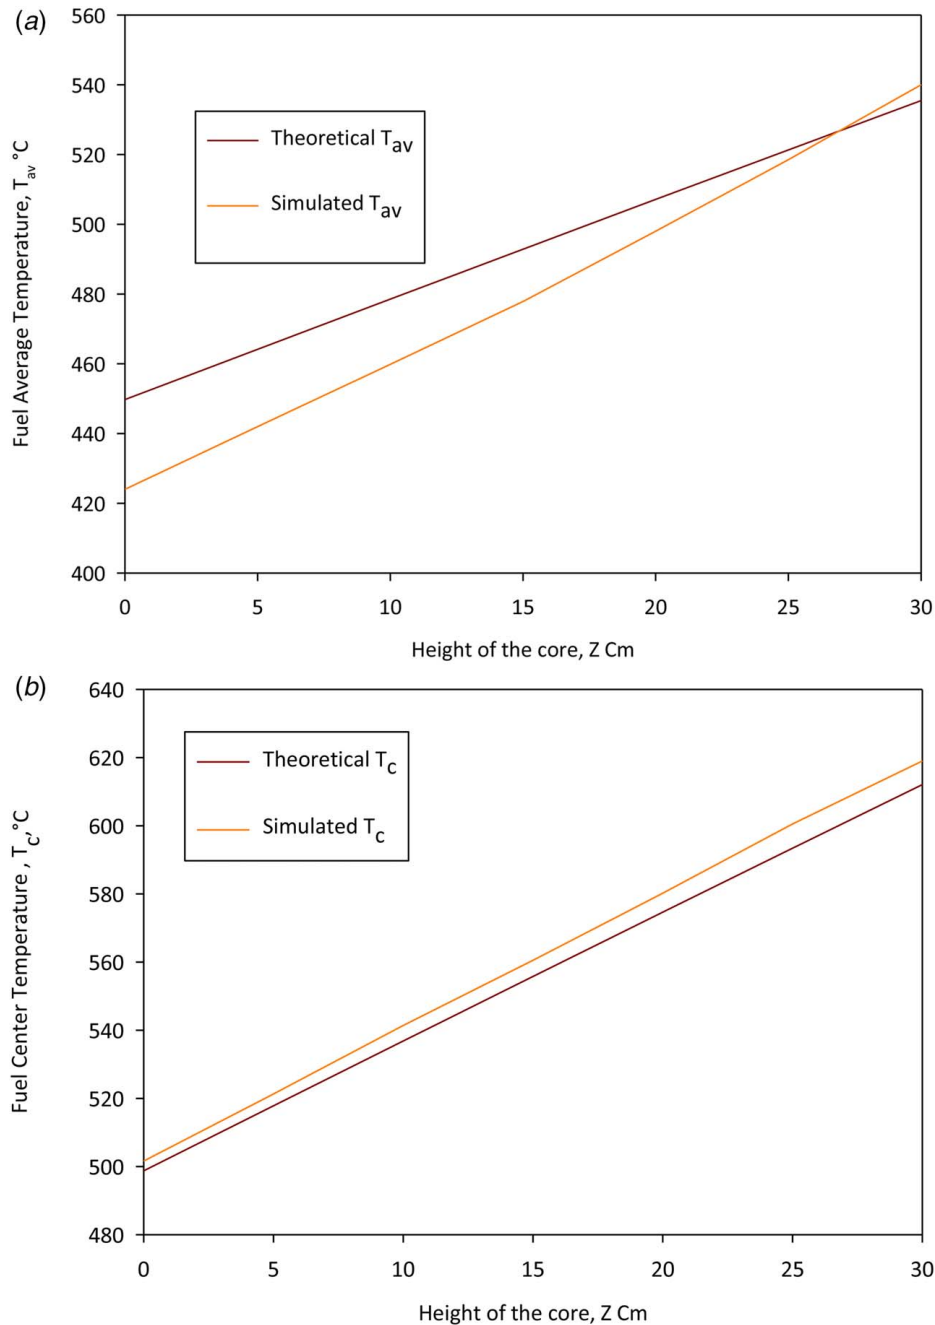 (a)
560
540
520
500
480
460
440
420
400
Fuel Average Temperature, Tav °C
Theoretical Tav
Simulated Tav
0 5 10 15 20 25 30
Height of the core, Z Cm
(b)
640
620
600
580
560
540
520
500
480
Fuel Center Temperature , Tc,°C
Theoretical Tc
Simulated Tc
0 5 10 15 20 25 30
Height of the core, Z Cm